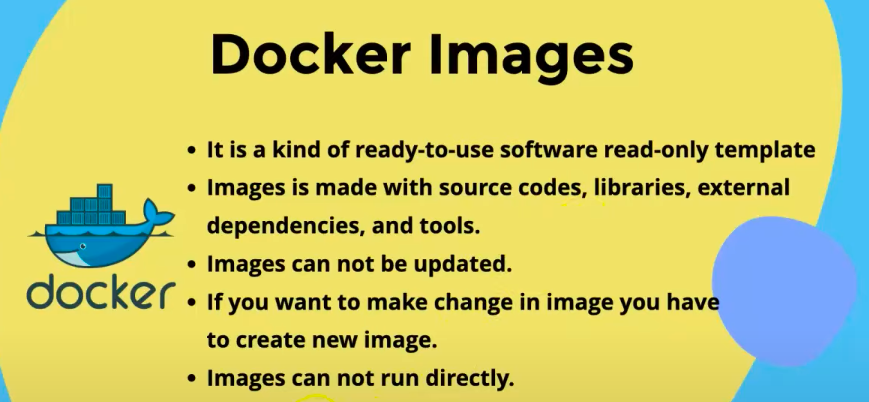 Docker Images
• It is a kind of ready-to-use software read-only template
• Images is made with source codes, libraries, external
dependencies, and tools.
• Images can not be updated.
docker
• If you want to make change in image you have
to create new image.
• Images can not run directly.